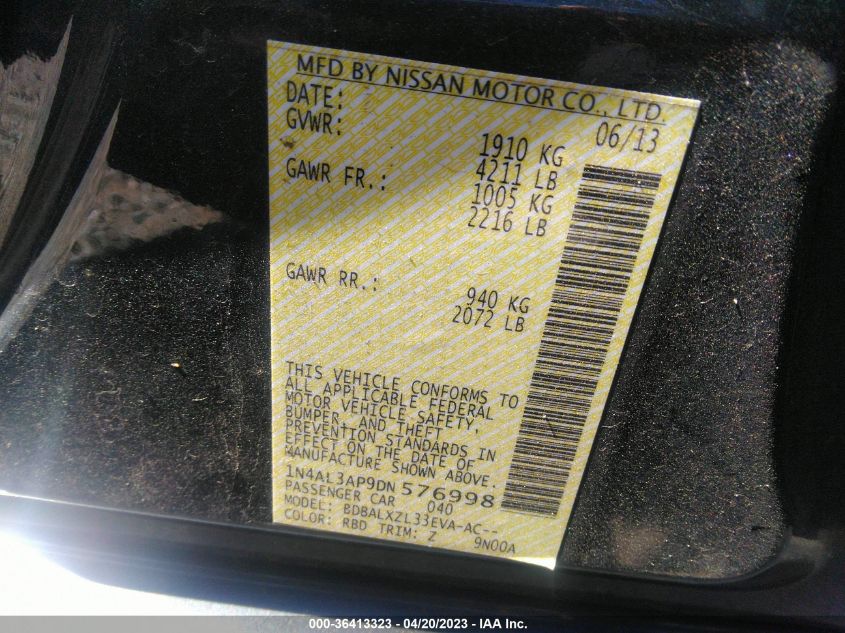 MFD BY NISSAN MOTOR CO., LTD.
DATE: 06/13
GVWR: 1910 KG
4211 LB
GAWR FR.: 1005 KG
2216 LB
GAWR RR.: 940 KG
2072 LB
THIS VEHICLE CONFORMS TO
ALL APPLICABLE FEDERAL
MOTOR VEHICLE SAFETY,
BUMPER, AND THEFT
PREVENTION STANDARDS IN
EFFECT ON THE DATE OF
MANUFACTURE SHOWN ABOVE.
1N4AL3AP9DN 576998
PASSENGER CAR 040
MODEL: BDBALXZL33EVA-AC--
COLOR: RBD TRIM: Z 9N00A
000-36413323 - 04/20/2023 - IAA Inc.